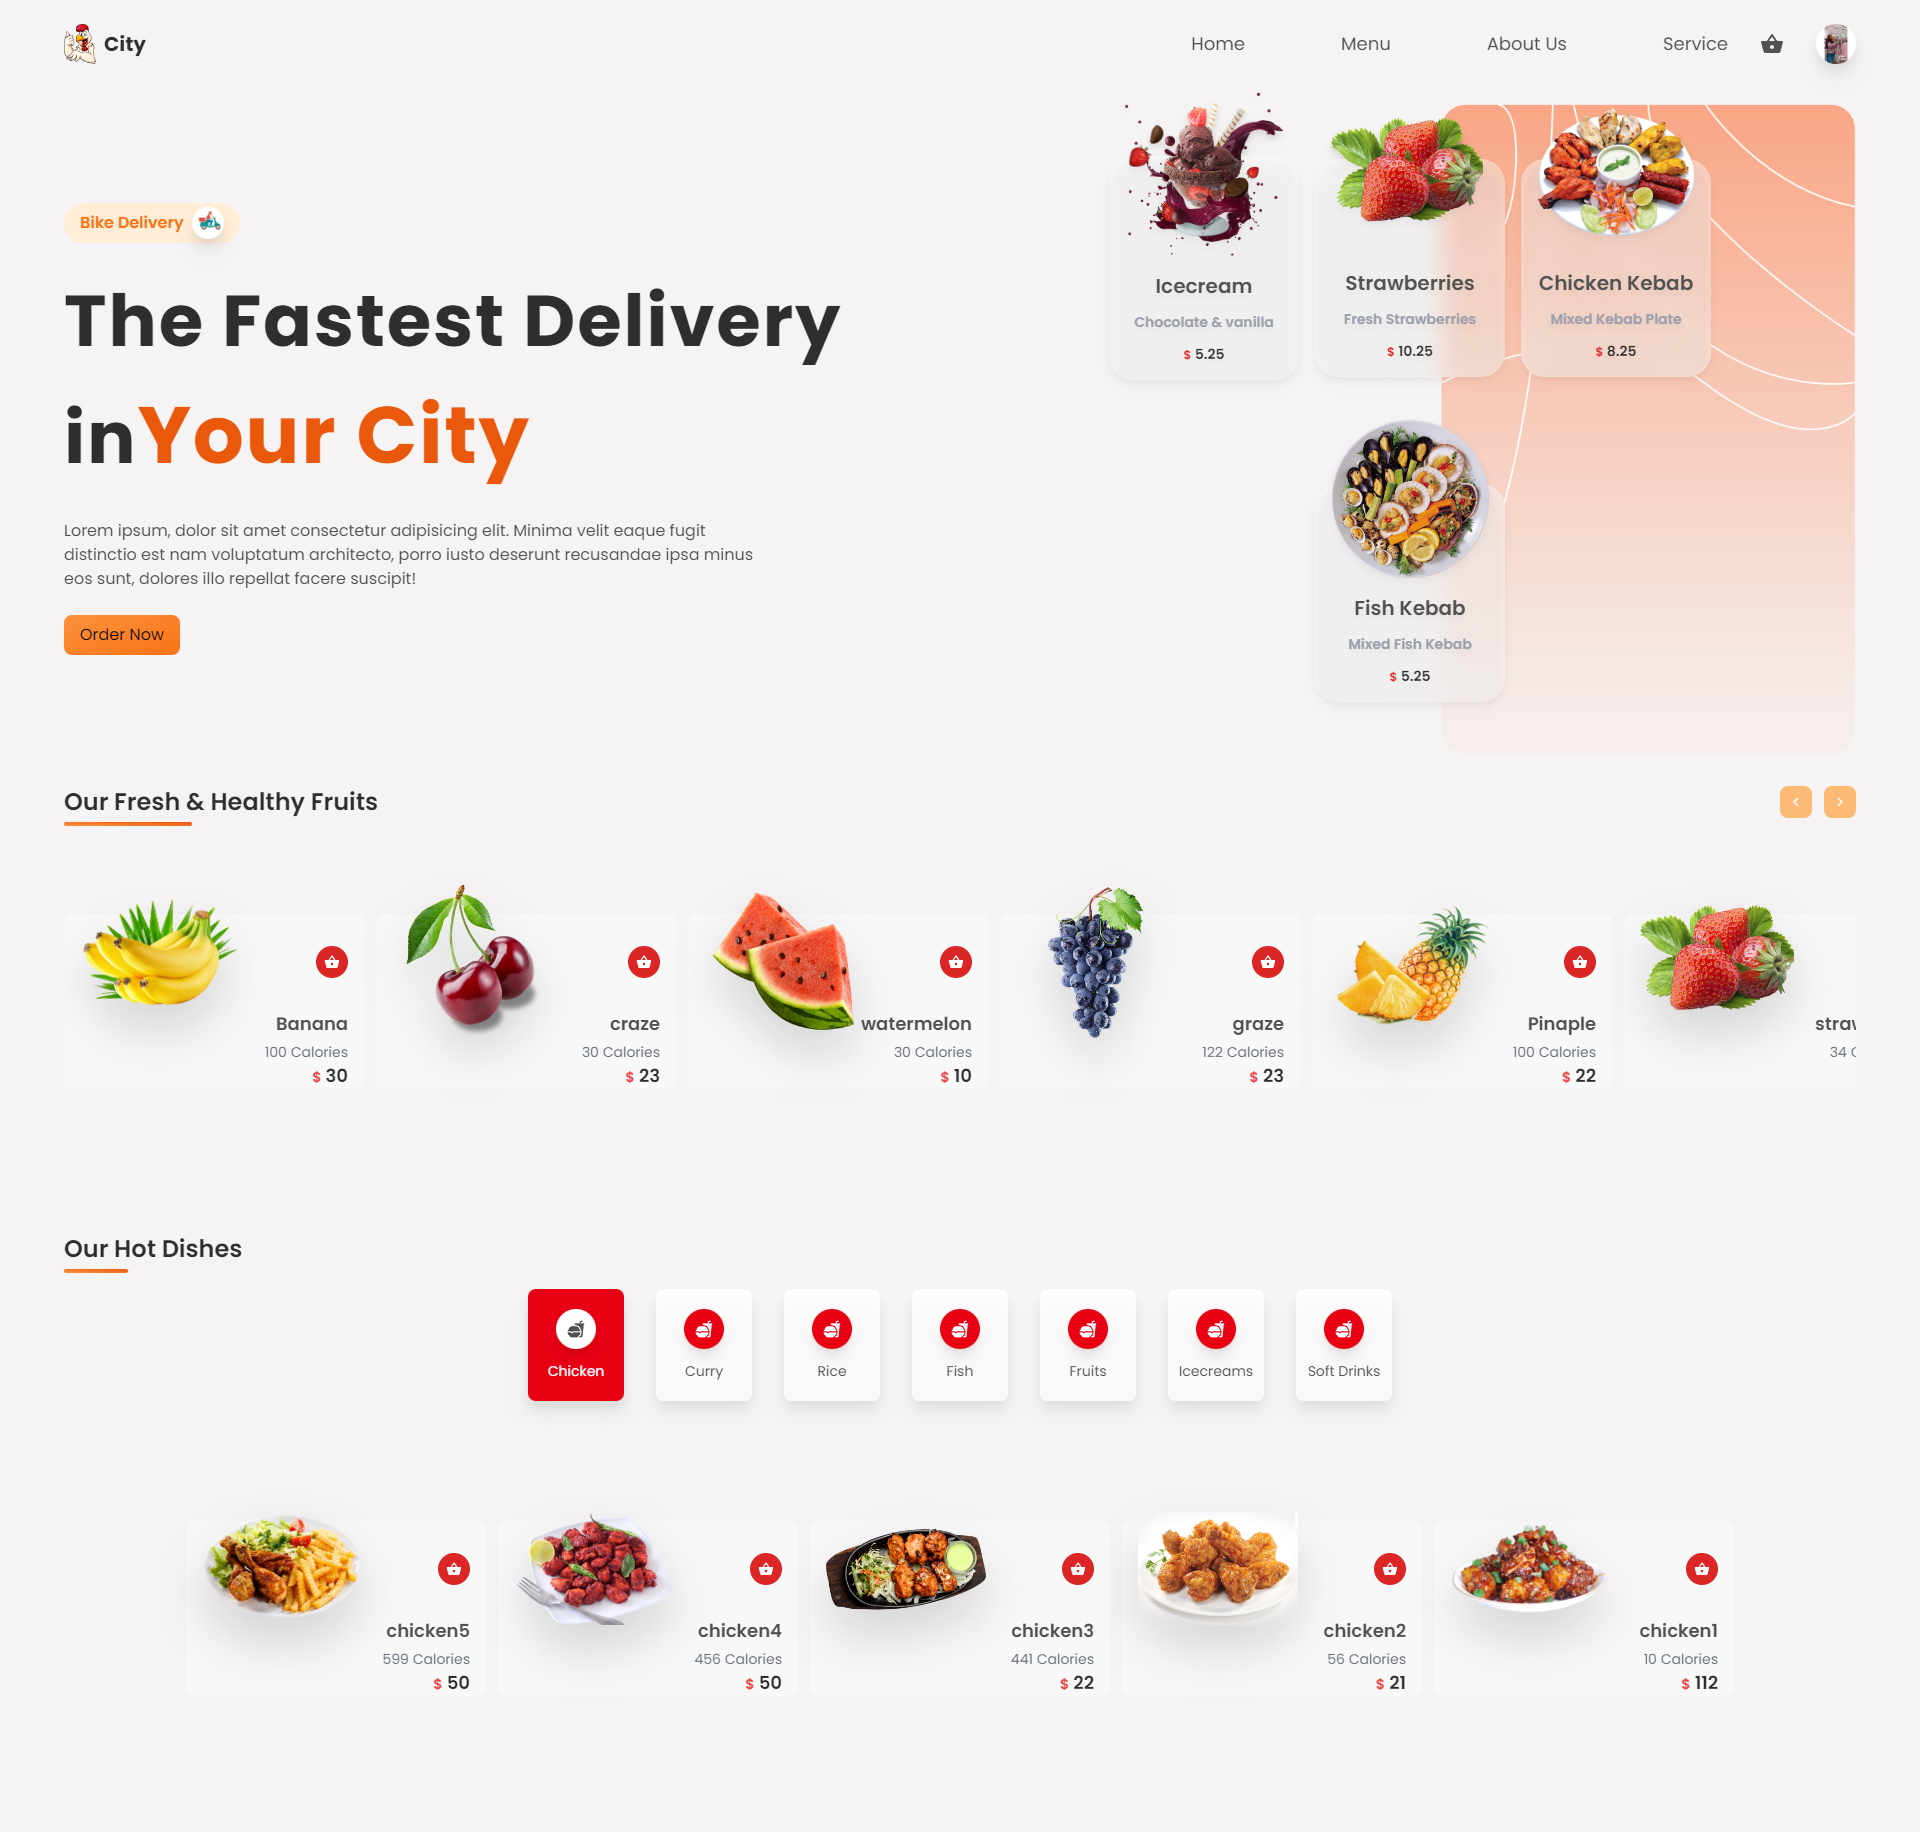 City
Home
Menu
About Us
Service
Bike Delivery
The Fastest Delivery
inYour City
Lorem ipsum, dolor sit amet consectetur adipisicing elit. Minima velit eaque fugit
distinctio est nam voluptatum architecto, porro iusto deserunt recusandae ipsa minus
eos sunt, dolores illo repellat facere suscipit!
Order Now
Icecream
Chocolate & vanilla
$ 5.25
Strawberries
Fresh Strawberries
$ 10.25
Chicken Kebab
Mixed Kebab Plate
$ 8.25
Fish Kebab
Mixed Fish Kebab
$ 5.25
Our Fresh & Healthy Fruits
Banana
100 Calories
$ 30
craze
30 Calories
$ 23
watermelon
30 Calories
$ 10
graze
122 Calories
$ 23
Pinaple
100 Calories
$ 22
straw
34 C
Our Hot Dishes
Chicken
Curry
Rice
Fish
Fruits
Icecreams
Soft Drinks
chicken5
599 Calories
$ 50
chicken4
456 Calories
$ 50
chicken3
441 Calories
$ 22
chicken2
56 Calories
$ 21
chicken1
10 Calories
$ 112